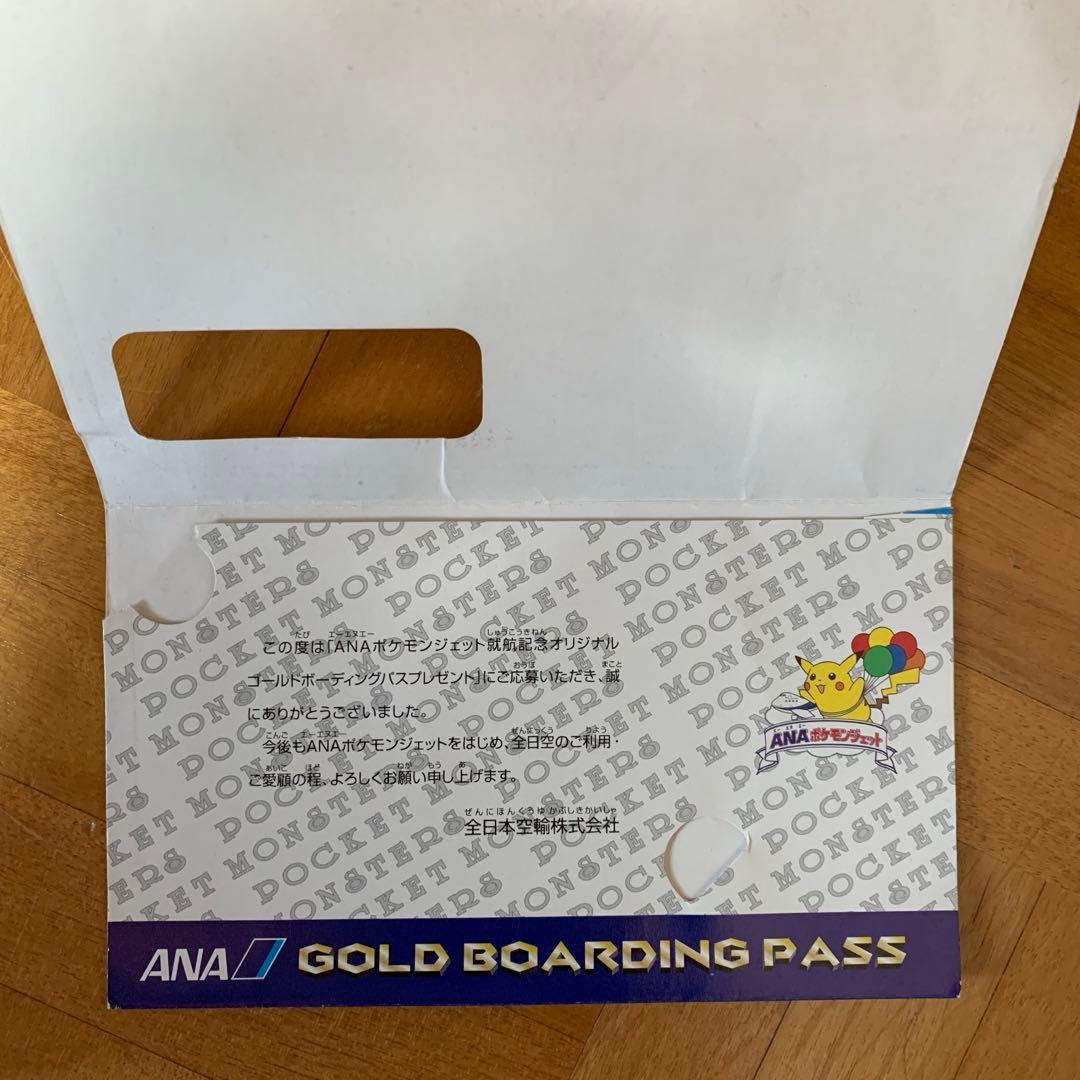 この度は「ANAポケモンジェット就航記念オリジナル
ゴールドボーディングパスプレゼント」にご応募いただき、誠
にありがとうございました。
今後もANAポケモンジェットをはじめ、全日空のご利用・
ご愛顧の程、よろしくお願い申し上げます。
全日本空輸株式会社
ANAポケモンジェット
POCKET MONSTERS
ANA GOLD BOARDING PASS